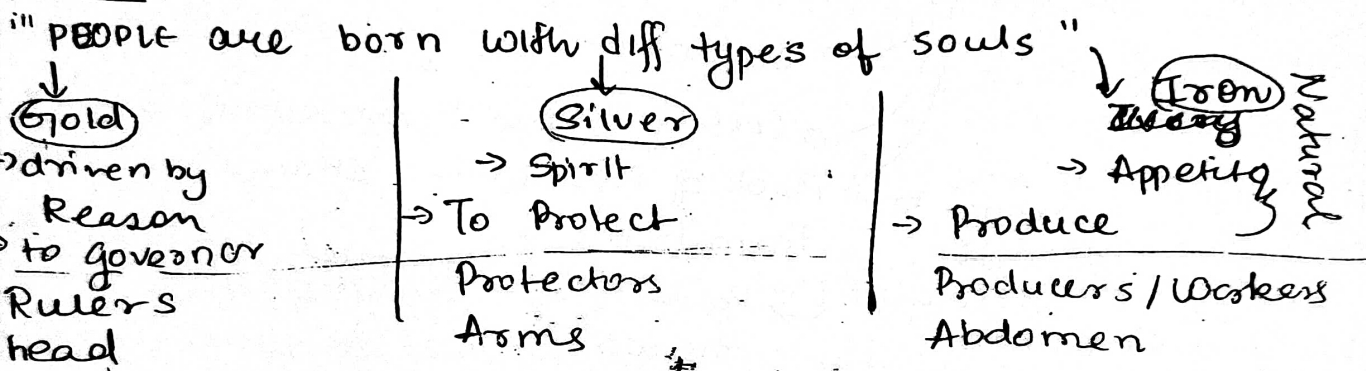 "PEOPLE are born with diff types of souls"
Gold
→ driven by
Reason
→ to governor
Rulers
head
Silver
→ Spirit
→ To Protect
Protectors
Arms
Iron
→ Appetite
→ Produce
Producers/Workers
Abdomen
Natural